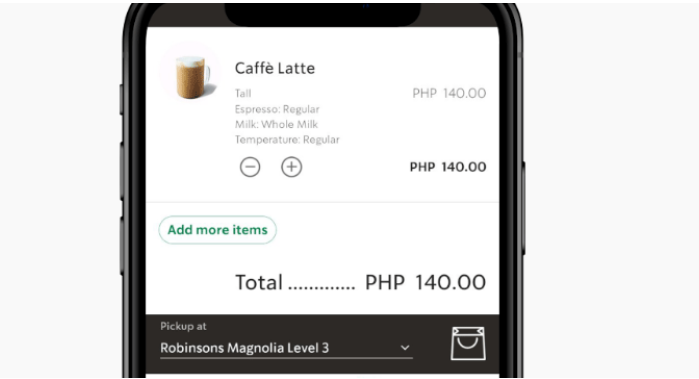 Caffè Latte
Tall PHP 140.00
Espresso: Regular
Milk: Whole Milk
Temperature: Regular
PHP 140.00
Add more items
Total ............. PHP 140.00
Pickup at
Robinsons Magnolia Level 3